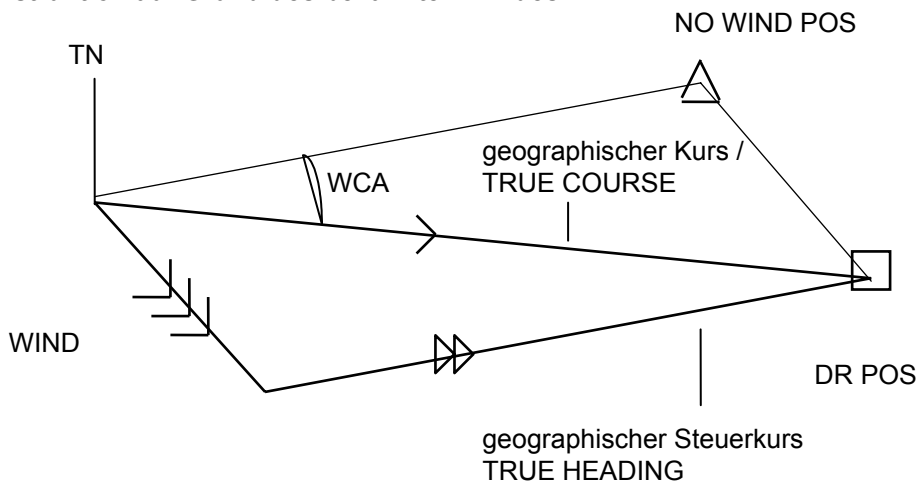 NO WIND POS
TN
geographischer Kurs /
TRUE COURSE
WCA
WIND
DR POS
geographischer Steuerkurs
TRUE HEADING